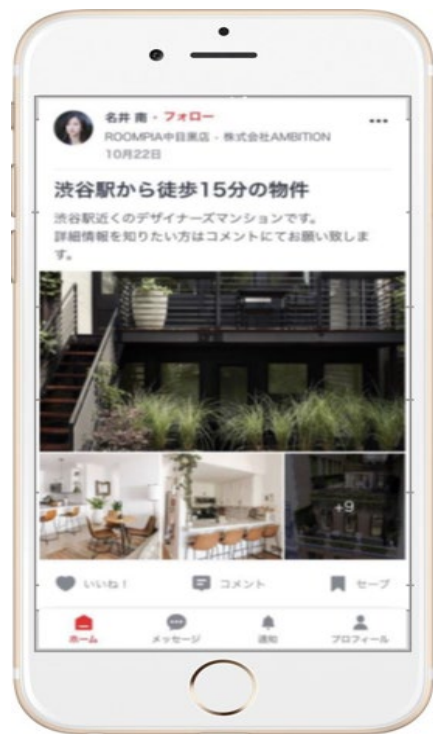 名井 南・フォロー
ROOMPIA中目黒店 - 株式会社AMBITION
10月22日
渋谷駅から徒歩15分の物件
渋谷駅近くのデザイナーズマンションです。
詳細情報を知りたい方はコメントにてお願い致しま
す。
+9
いいね！ コメント セーブ
ホーム メッセージ 通知 プロフィール